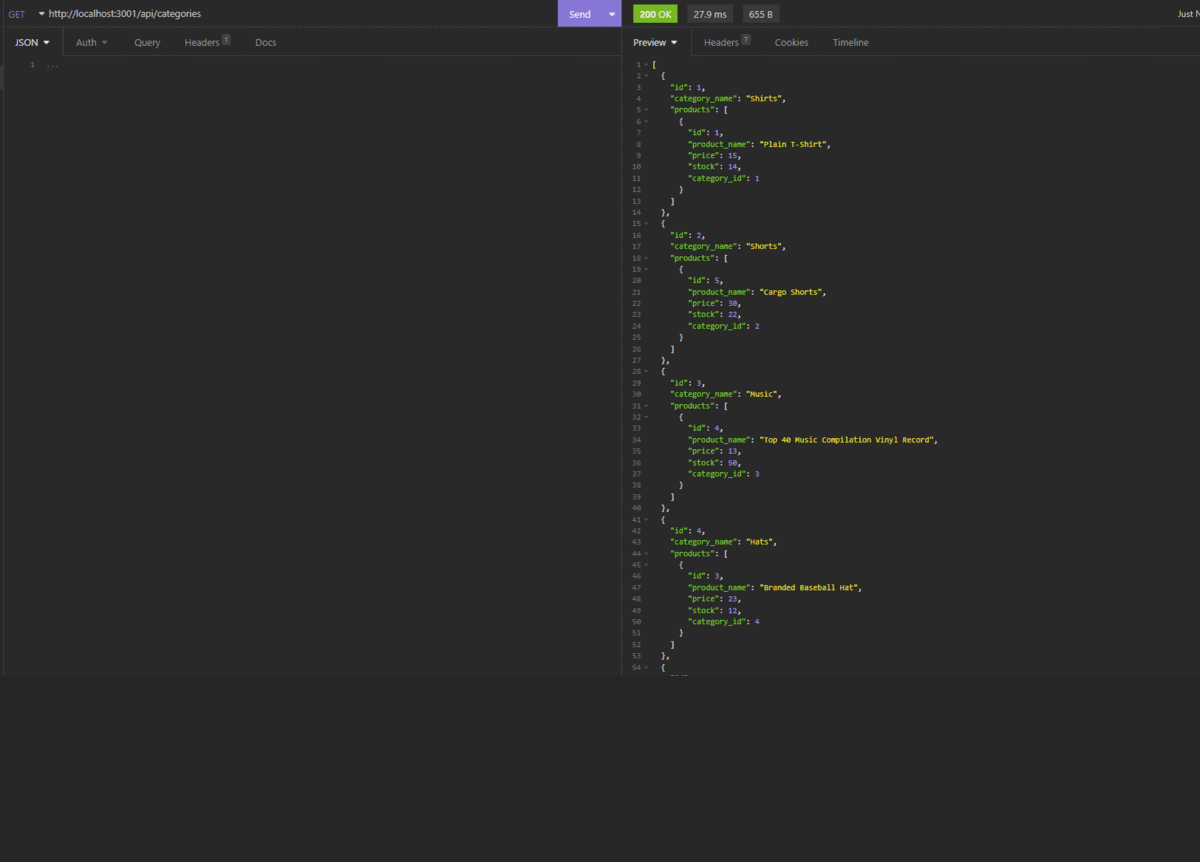 GET http://localhost:3001/api/categories Send
200 OK 27.9 ms 655 B Just N
JSON Auth Query Headers 1 Docs
Preview Headers 7 Cookies Timeline
1 ...
1 [
2 {
3 "id": 1,
4 "category_name": "Shirts",
5 "products": [
6 {
7 "id": 1,
8 "product_name": "Plain T-Shirt",
9 "price": 15,
10 "stock": 14,
11 "category_id": 1
12 }
13 ]
14 },
15 {
16 "id": 2,
17 "category_name": "Shorts",
18 "products": [
19 {
20 "id": 5,
21 "product_name": "Cargo Shorts",
22 "price": 30,
23 "stock": 22,
24 "category_id": 2
25 }
26 ]
27 },
28 {
29 "id": 3,
30 "category_name": "Music",
31 "products": [
32 {
33 "id": 4,
34 "product_name": "Top 40 Music Compilation Vinyl Record",
35 "price": 13,
36 "stock": 50,
37 "category_id": 3
38 }
39 ]
40 },
41 {
42 "id": 4,
43 "category_name": "Hats",
44 "products": [
45 {
46 "id": 3,
47 "product_name": "Branded Baseball Hat",
48 "price": 23,
49 "stock": 12,
50 "category_id": 4
51 }
52 ]
53 },
54 {